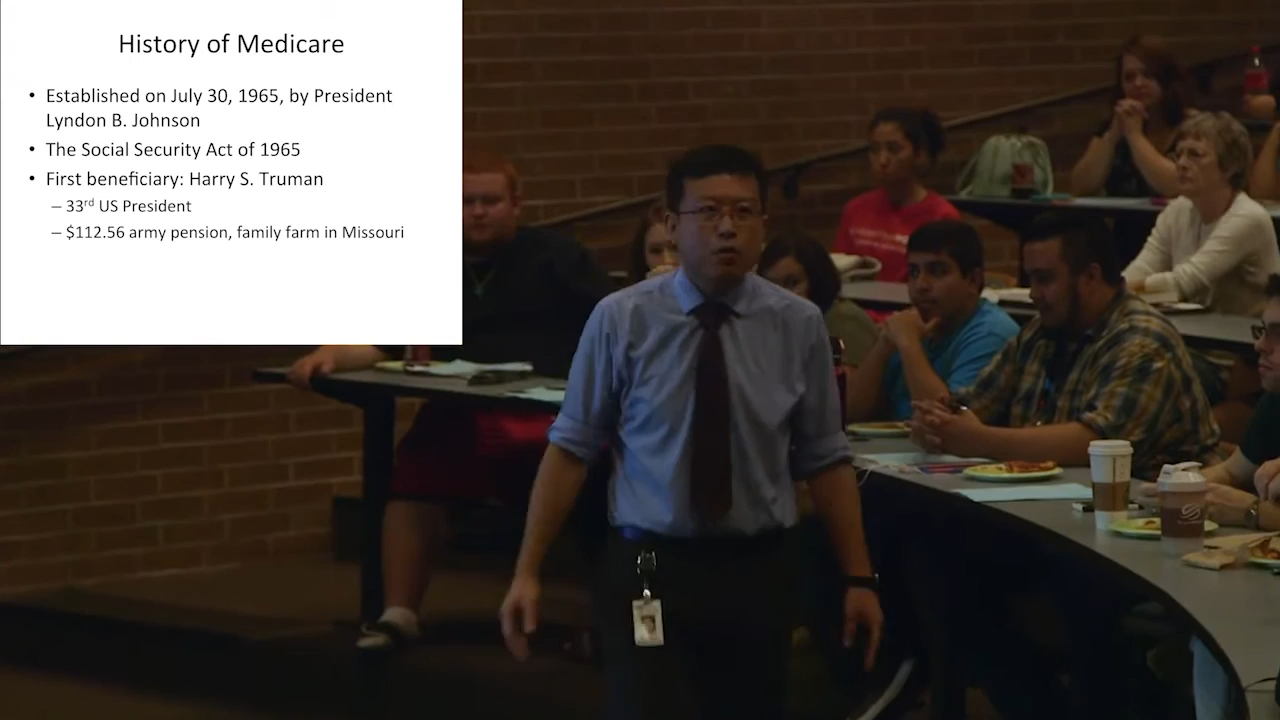 History of Medicare
• Established on July 30, 1965, by President
Lyndon B. Johnson
• The Social Security Act of 1965
• First beneficiary: Harry S. Truman
– 33rd US President
– $112.56 army pension, family farm in Missouri